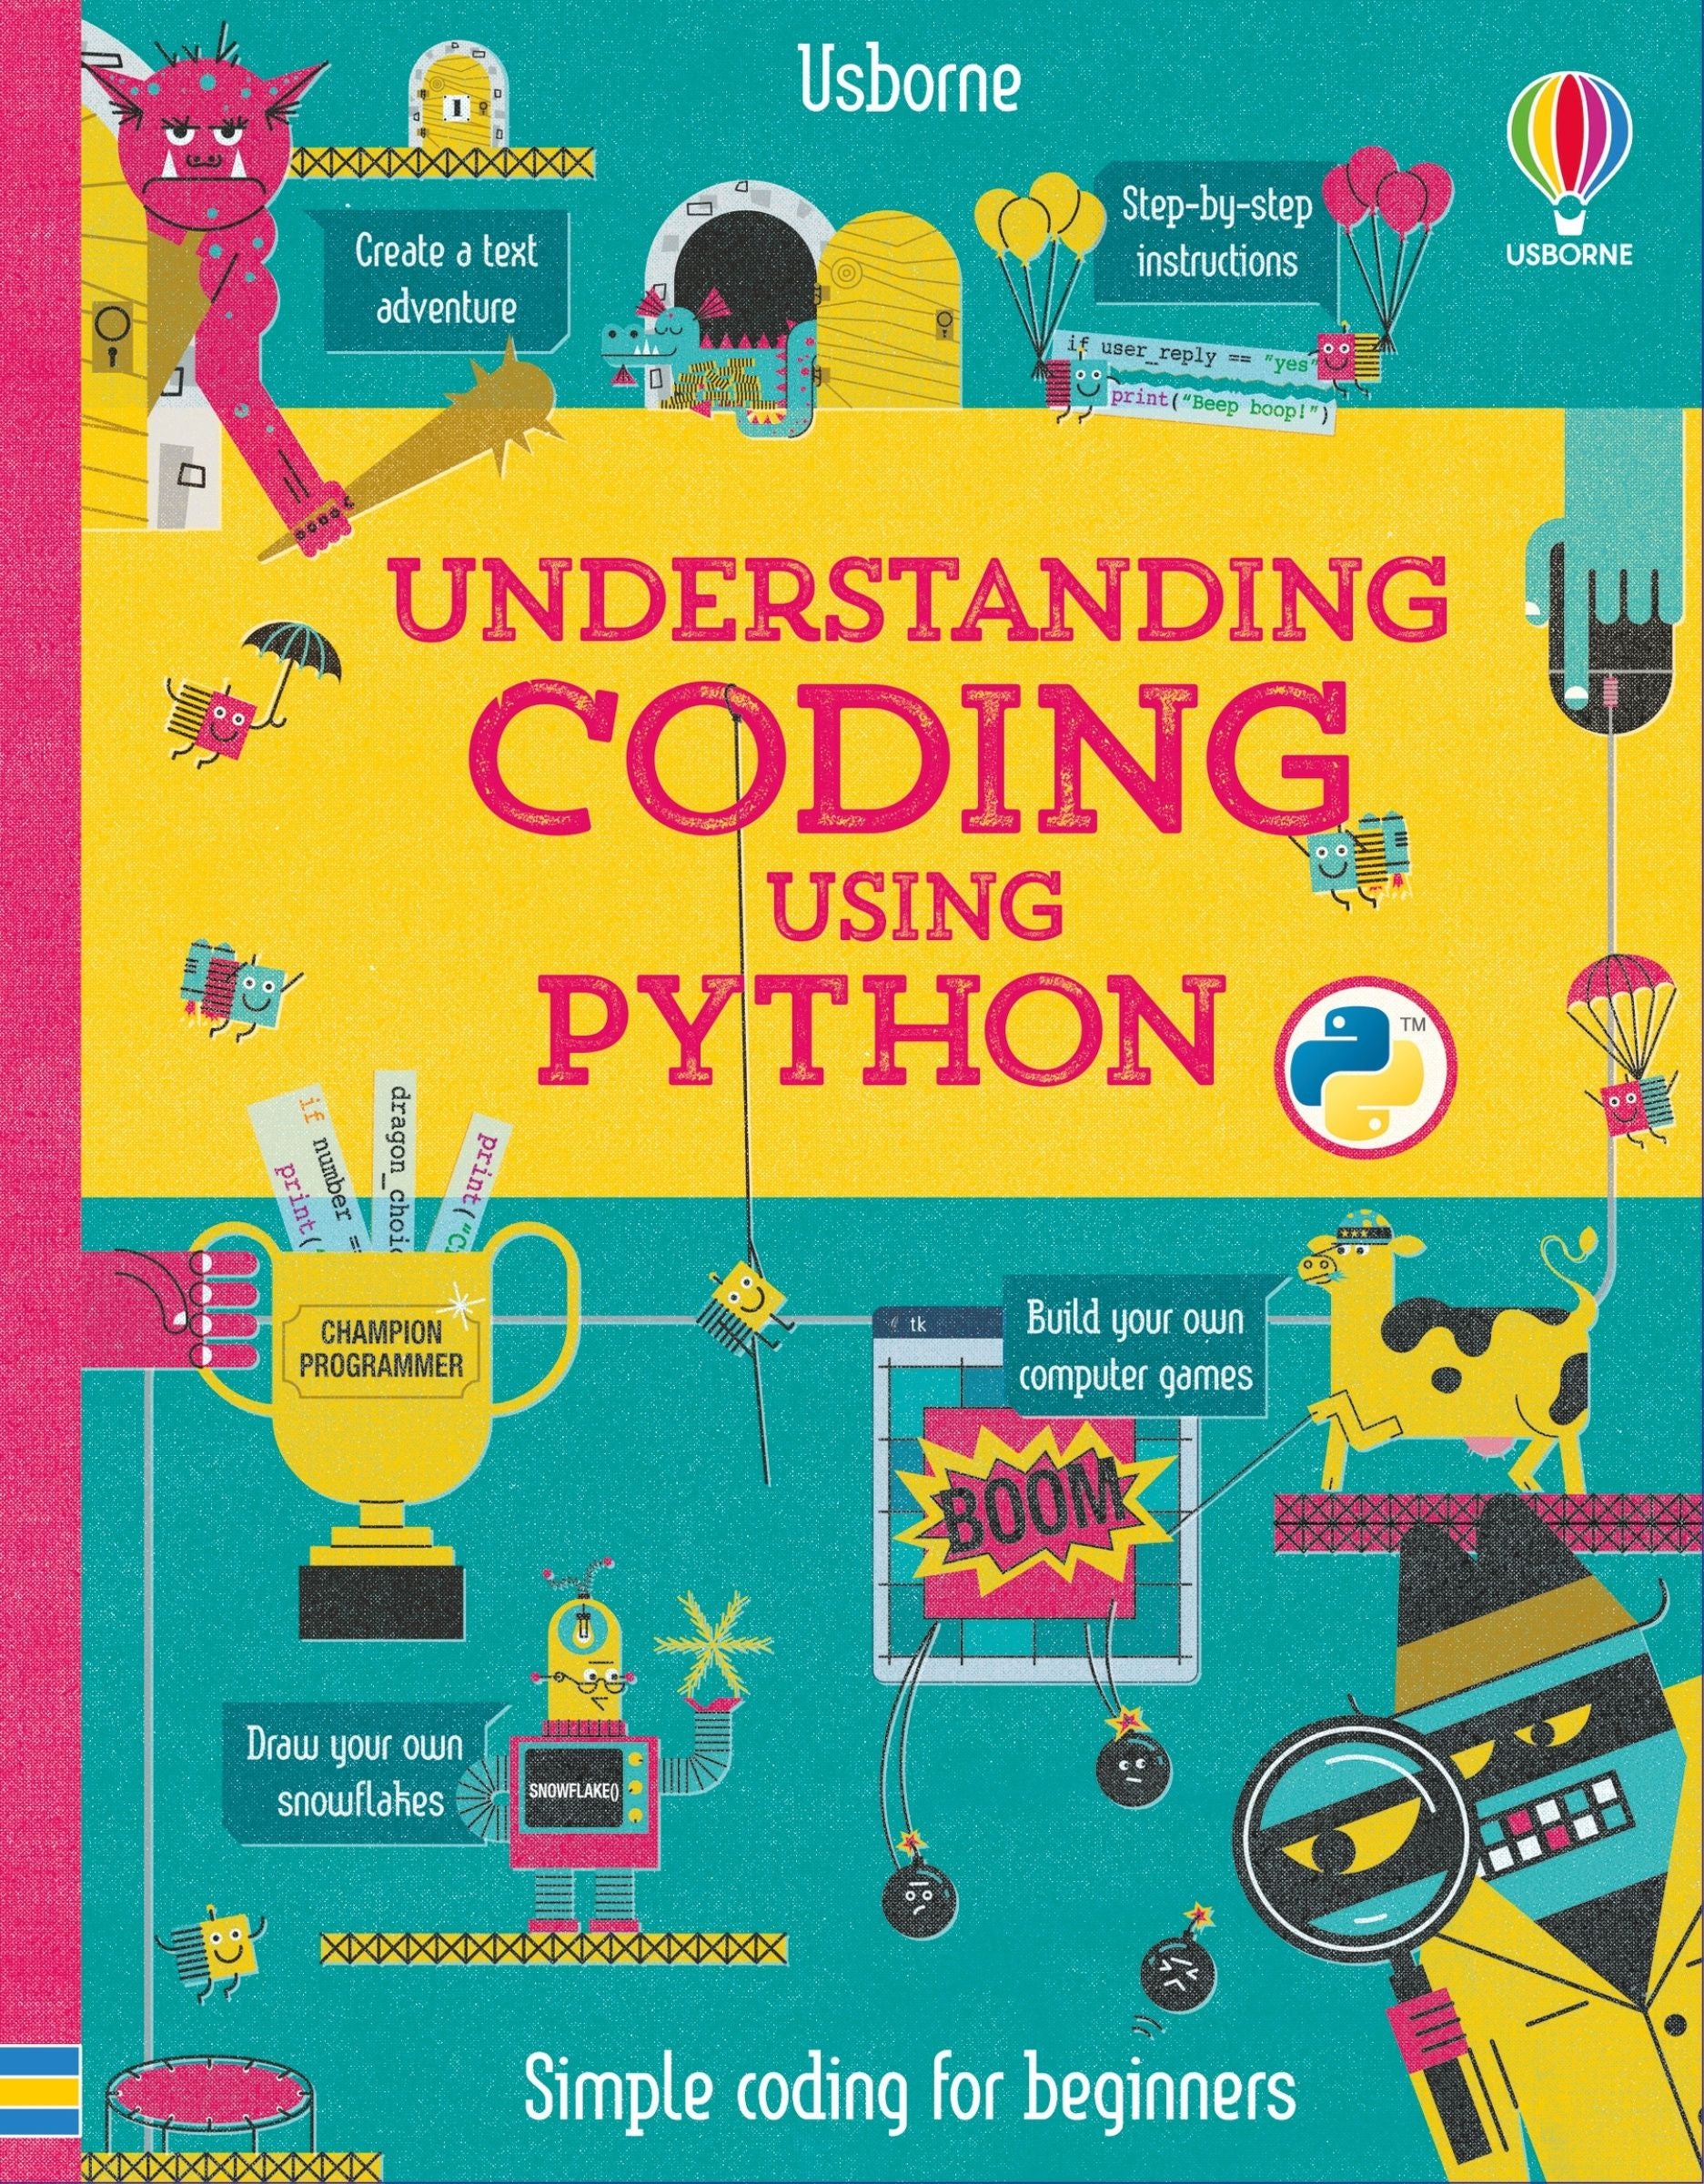 Usborne
USBORNE
1
Create a text
adventure
Step-by-step
instructions
if user_reply == "yes"
print("Beep boop!")
UNDERSTANDING
CODING
USING
PYTHON
TM
if number ==
print("
dragon_choic
print("C
CHAMPION
PROGRAMMER
tk
Build your own
computer games
BOOM
Draw your own
snowflakes
SNOWFLAKE()
Simple coding for beginners